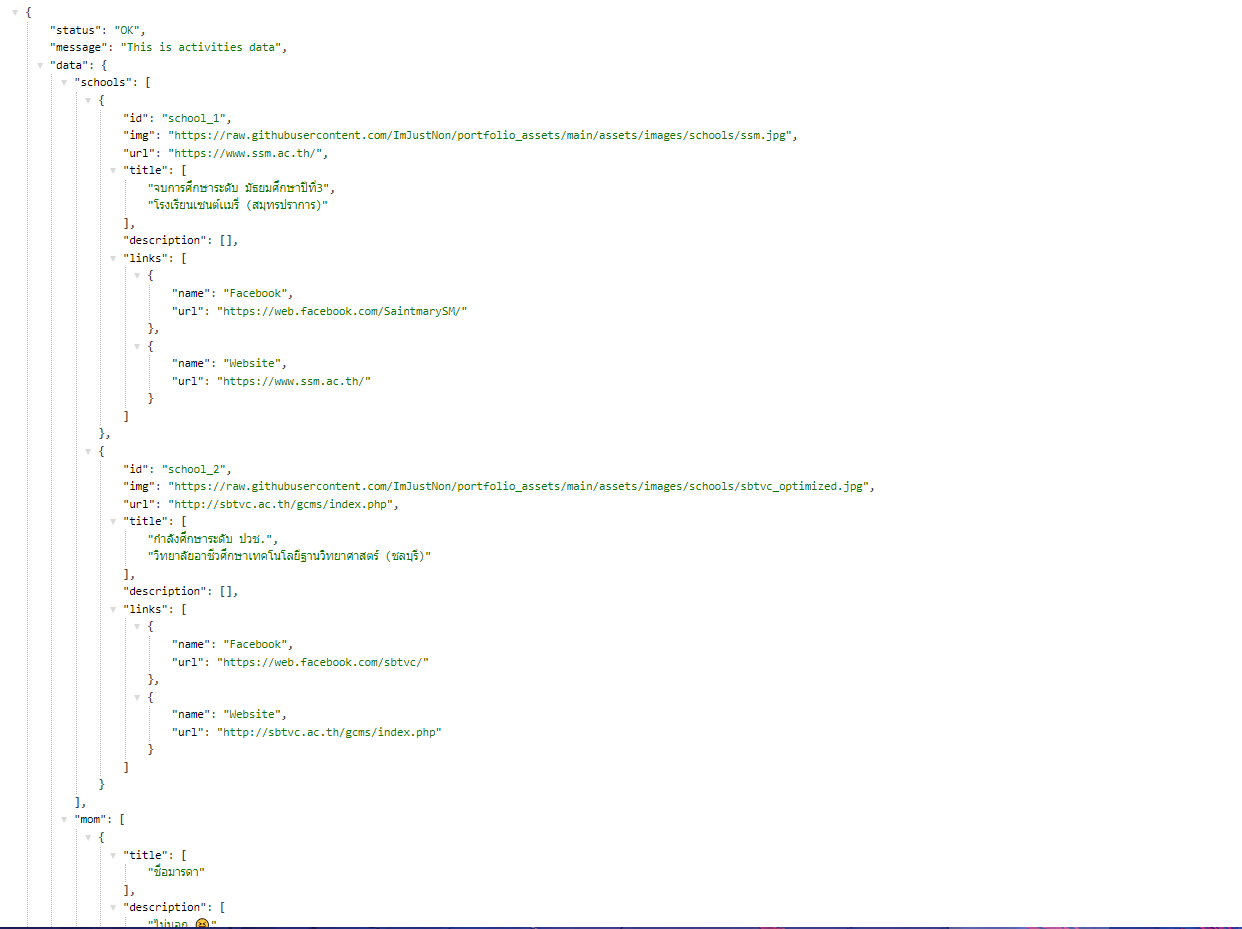 {
"status": "OK",
"message": "This is activities data",
"data": {
"schools": [
{
"id": "school_1",
"img": "https://raw.githubusercontent.com/ImJustNon/portfolio_assets/main/assets/images/schools/ssm.jpg",
"url": "https://www.ssm.ac.th/",
"title": [
"จบการศึกษาระดับ มัธยมศึกษาปีที่3",
"โรงเรียนเซนต์แมรี่ (สมุทรปราการ)"
],
"description": [],
"links": [
{
"name": "Facebook",
"url": "https://web.facebook.com/SaintmarySM/"
},
{
"name": "Website",
"url": "https://www.ssm.ac.th/"
}
]
},
{
"id": "school_2",
"img": "https://raw.githubusercontent.com/ImJustNon/portfolio_assets/main/assets/images/schools/sbtvc_optimized.jpg",
"url": "http://sbtvc.ac.th/gcms/index.php",
"title": [
"กำลังศึกษาระดับ ปวช.",
"วิทยาลัยอาชีวศึกษาเทคโนโลยีฐานวิทยาศาสตร์ (ชลบุรี)"
],
"description": [],
"links": [
{
"name": "Facebook",
"url": "https://web.facebook.com/sbtvc/"
},
{
"name": "Website",
"url": "http://sbtvc.ac.th/gcms/index.php"
}
]
}
],
"mom": [
{
"title": [
"ชื่อมารดา"
],
"description": [
"ไม่บอก 😆"